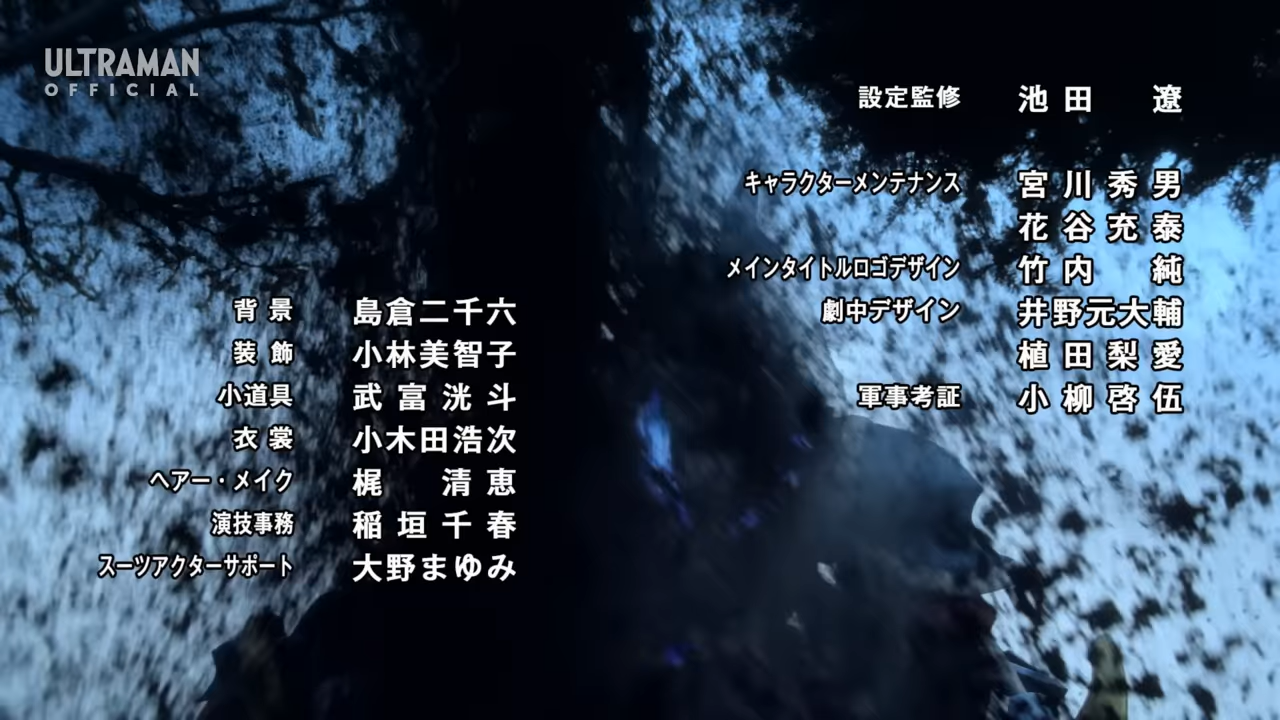 ULTRAMAN
OFFICIAL
背景 島倉二千六
装飾 小林美智子
小道具 武富洸斗
衣裳 小木田浩次
ヘアー・メイク 梶 清恵
演技事務 稲垣千春
スーツアクターサポート 大野まゆみ
設定監修 池田 遼
キャラクターメンテナンス 宮川秀男
花谷充泰
メインタイトルロゴデザイン 竹内 純
劇中デザイン 井野元大輔
植田梨愛
軍事考証 小柳啓伍